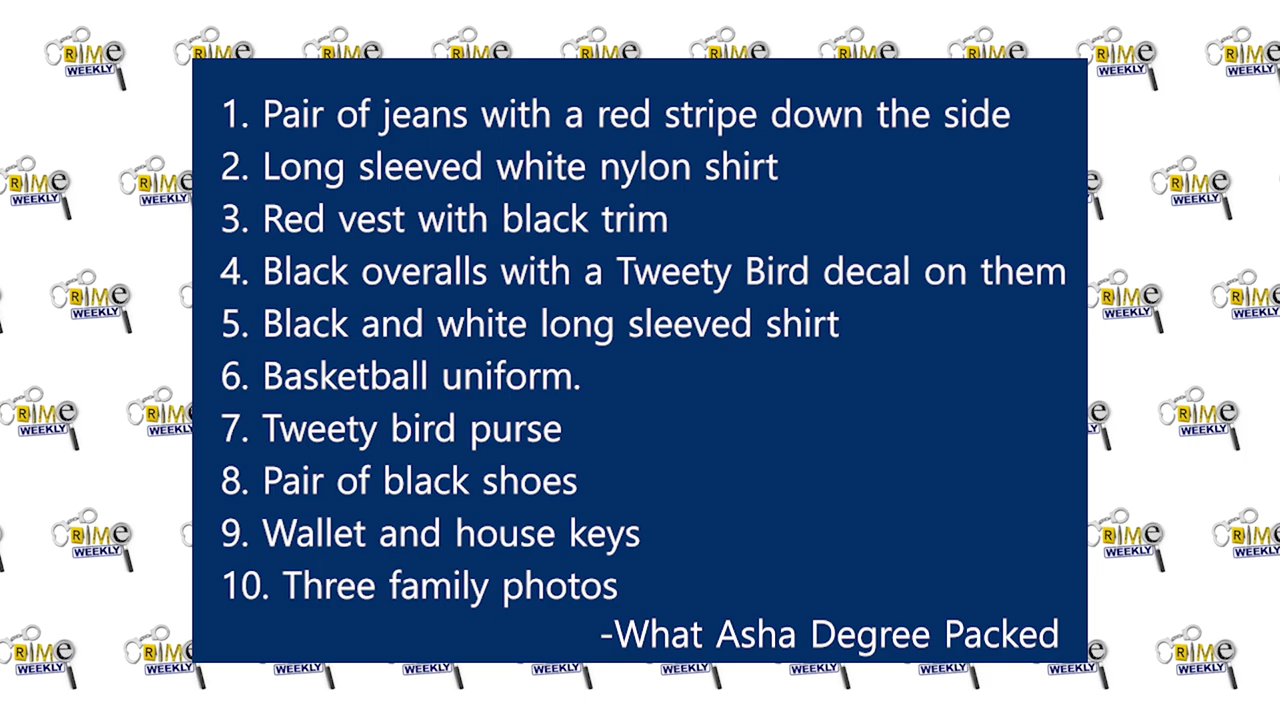 1. Pair of jeans with a red stripe down the side
2. Long sleeved white nylon shirt
3. Red vest with black trim
4. Black overalls with a Tweety Bird decal on them
5. Black and white long sleeved shirt
6. Basketball uniform.
7. Tweety bird purse
8. Pair of black shoes
9. Wallet and house keys
10. Three family photos
-What Asha Degree Packed
CRIMe
WEEKLY